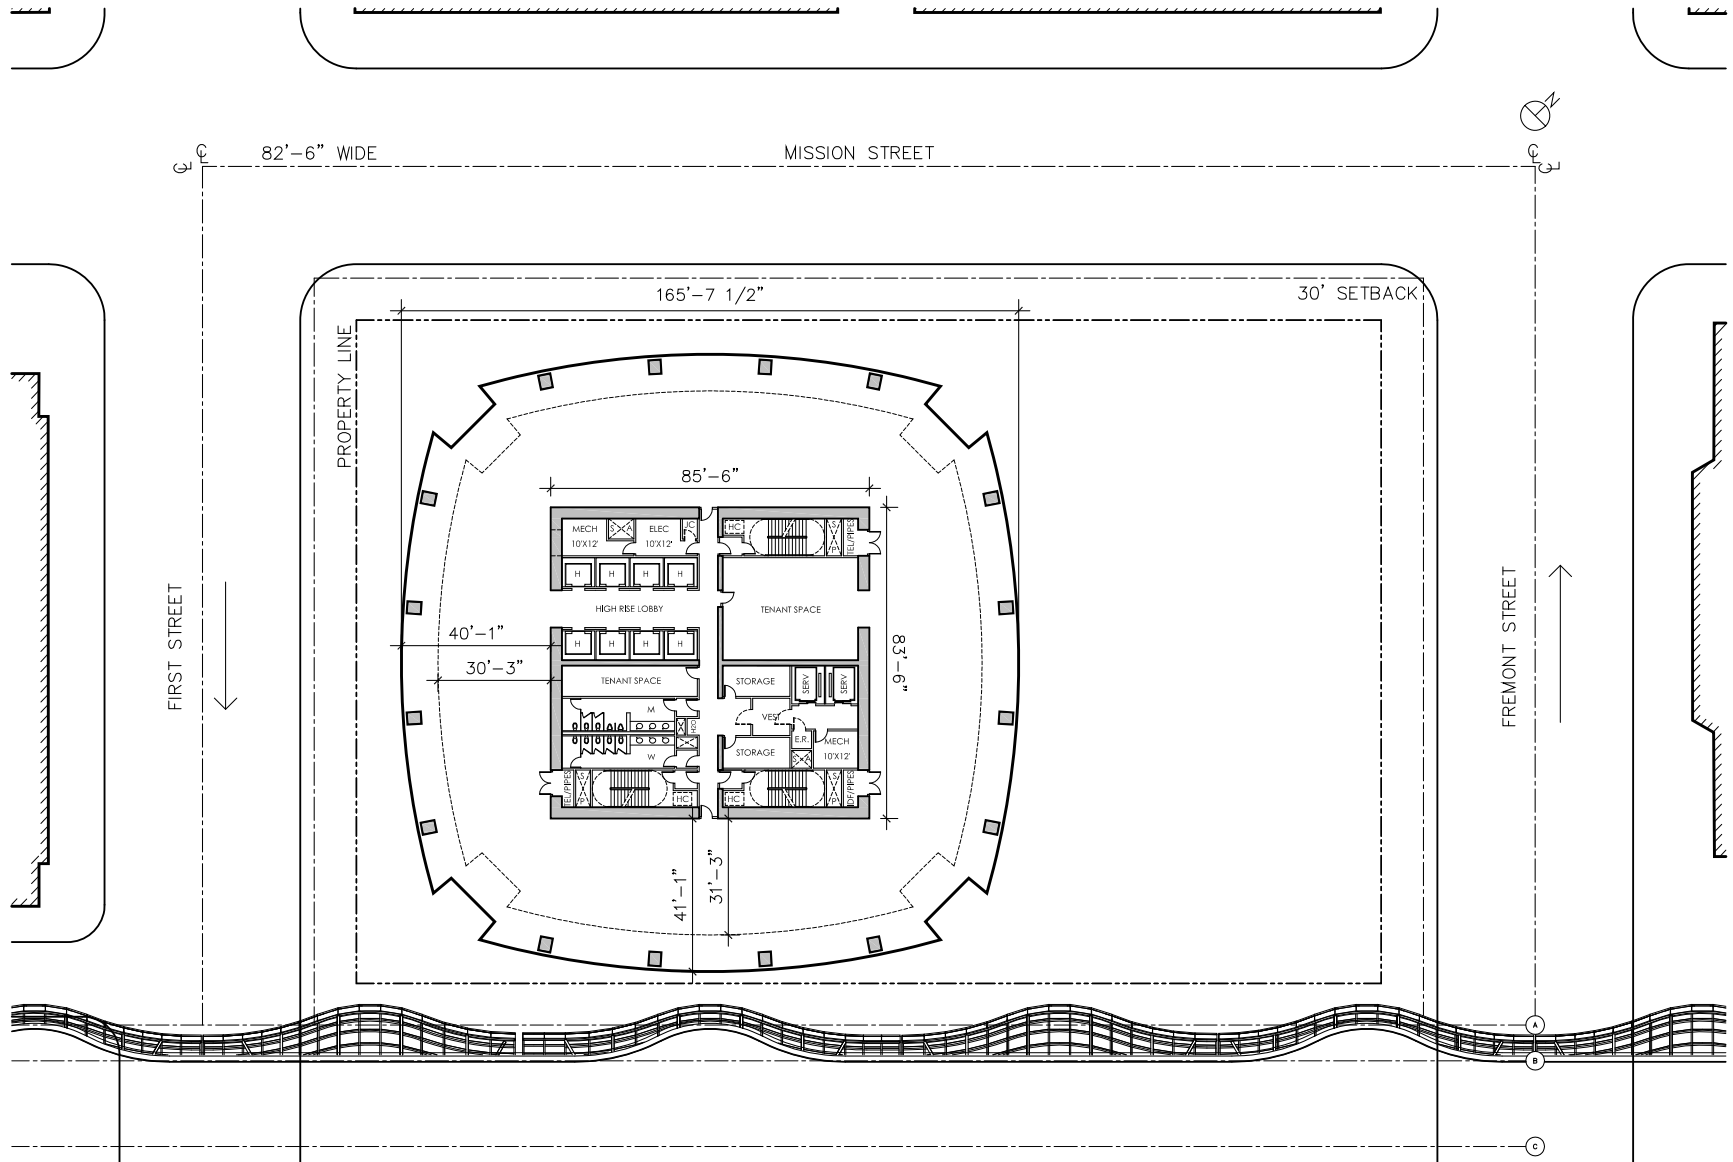 N
82'-6" WIDE
MISSION STREET
165'-7 1/2"
30' SETBACK
PROPERTY LINE
85'-6"
MECH
10'X12'
S
A
ELEC
10'X12'
JC
HC
S
P
TEL/PIPES
H
H
H
H
HIGH RISE LOBBY
TENANT SPACE
H
H
H
H
40'-1"
30'-3"
83'-6"
FIRST STREET
FREMONT STREET
TENANT SPACE
STORAGE
SERV
SERV
M
H2O
VEST
E.R.
MECH
10'X12'
W
STORAGE
S
A
TEL/PIPES
S
P
HC
HC
S
P
IDF/PIPES
41'-1"
31'-3"
A
B
C